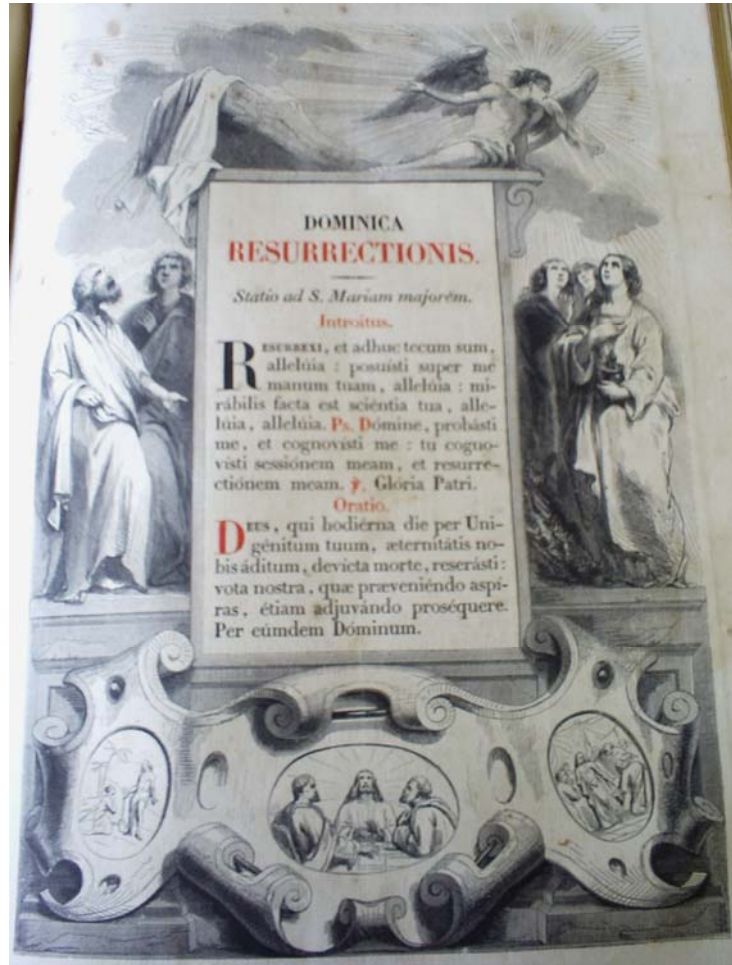 DOMINICA
RESURRECTIONIS.
Statio ad S. Mariam majorem.
Introitus.
RESURREXI, et adhuc tecum sum,
allelúia : posuísti super me
manum tuam, allelúia : mi-
rábilis facta est sciéntia tua, alle-
lúia, allelúia. Ps. Dómine, probásti
me, et cognovísti me : tu cogno-
vísti sessiónem meam, et resurre-
ctiónem meam. ℣. Glória Patri.
Oratio.
DEUS, qui hodiérna die per Uni-
génitum tuum, æternitátis no-
bis áditum, devícta morte, reserásti :
vota nostra, quæ præveniéndo aspí-
ras, étiam adjuvándo proséquere.
Per eúmdem Dóminum.